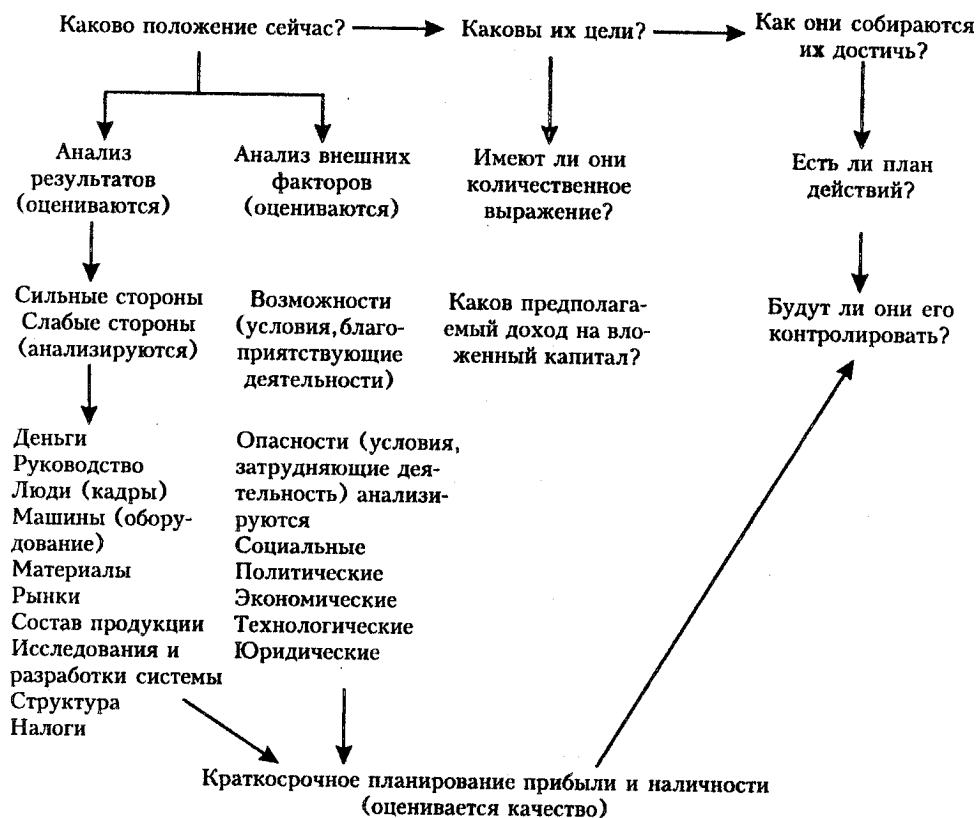 Каково положение сейчас?
Каковы их цели?
Как они собираются
их достичь?
Анализ
результатов
(оцениваются)
Анализ внешних
факторов
(оцениваются)
Имеют ли они
количественное
выражение?
Есть ли план
действий?
Сильные стороны
Слабые стороны
(анализируются)
Возможности
(условия, благо-
приятствующие
деятельности)
Каков предполага-
емый доход на вло-
женный капитал?
Будут ли они его
контролировать?
Деньги
Руководство
Люди (кадры)
Машины (обору-
дование)
Материалы
Рынки
Состав продукции
Исследования и
разработки системы
Структура
Налоги
Опасности (условия,
затрудняющие дея-
тельность) анализи-
руются
Социальные
Политические
Экономические
Технологические
Юридические
Краткосрочное планирование прибыли и наличности
(оценивается качество)